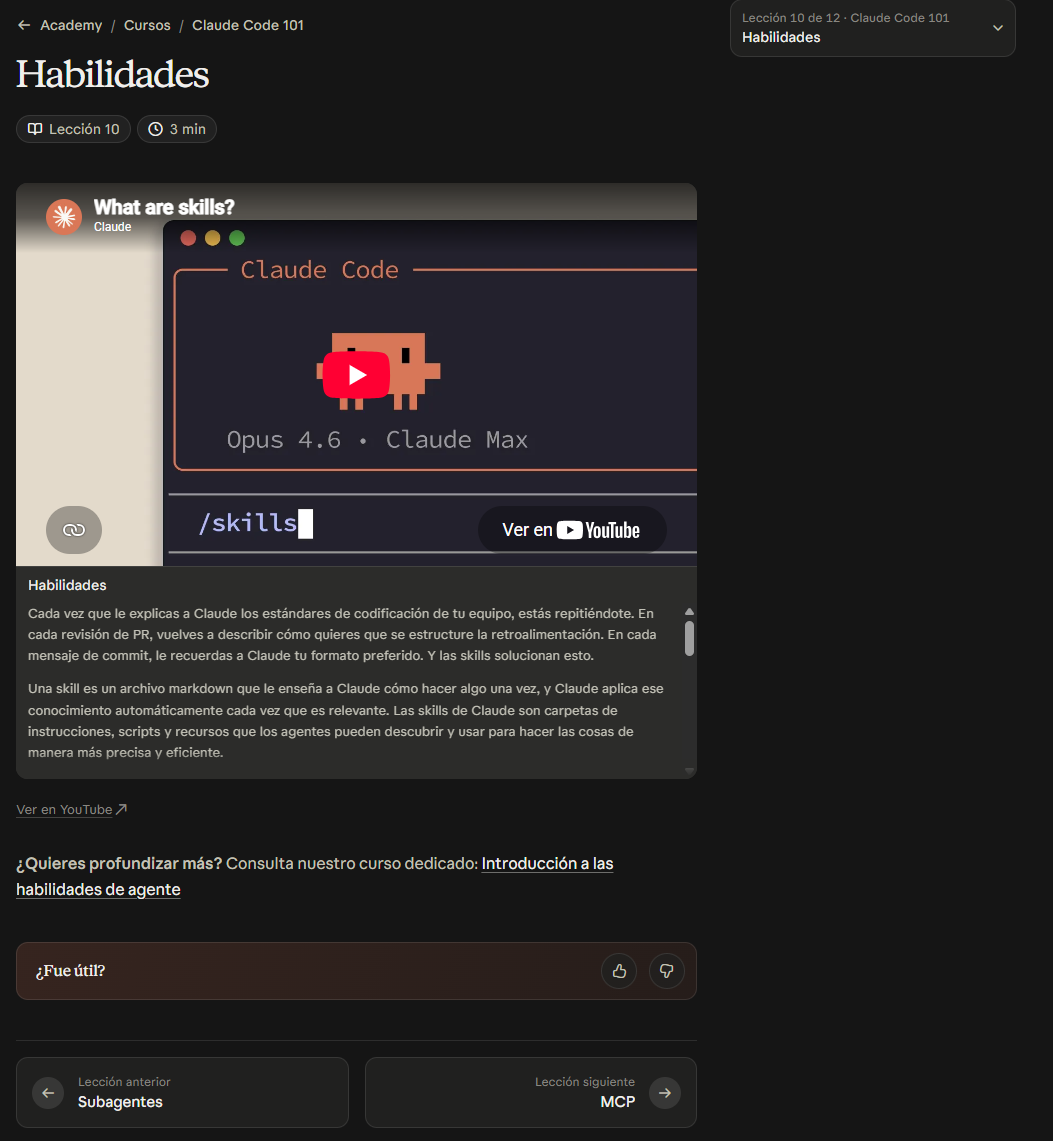 Academy / Cursos / Claude Code 101
Lección 10 de 12 · Claude Code 101
Habilidades
Habilidades
Lección 10
3 min
What are skills?
Claude
Claude Code
Opus 4.6 • Claude Max
/skills
Ver en YouTube
Habilidades
Cada vez que le explicas a Claude los estándares de codificación de tu equipo, estás repitiéndote. En
cada revisión de PR, vuelves a describir cómo quieres que se estructure la retroalimentación. En cada
mensaje de commit, le recuerdas a Claude tu formato preferido. Y las skills solucionan esto.
Una skill es un archivo markdown que le enseña a Claude cómo hacer algo una vez, y Claude aplica ese
conocimiento automáticamente cada vez que es relevante. Las skills de Claude son carpetas de
instrucciones, scripts y recursos que los agentes pueden descubrir y usar para hacer las cosas de
manera más precisa y eficiente.
Ver en YouTube
¿Quieres profundizar más? Consulta nuestro curso dedicado: Introducción a las
habilidades de agente
¿Fue útil?
Lección anterior
Subagentes
Lección siguiente
MCP